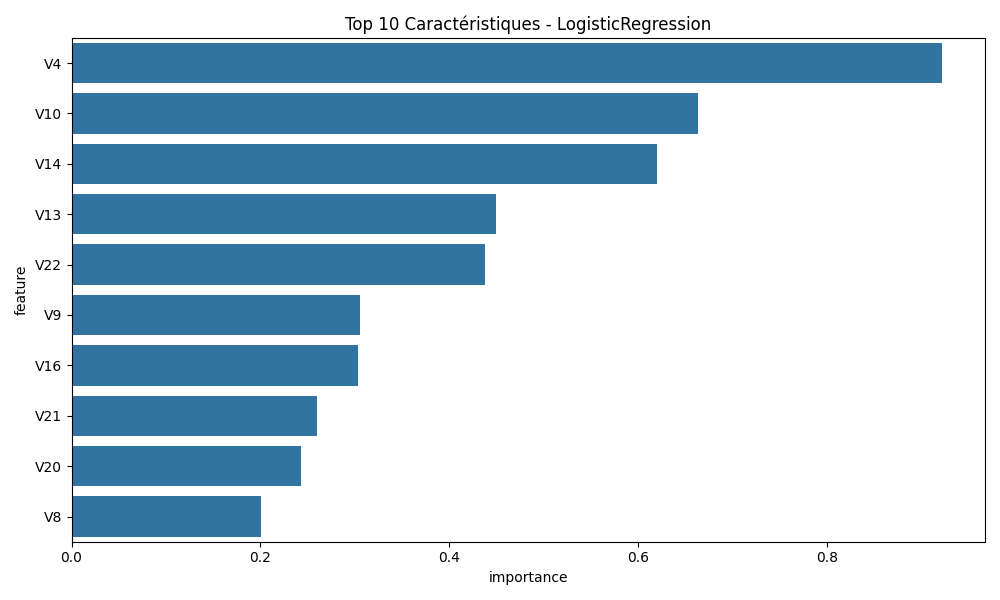 Top 10 Caractéristiques - LogisticRegression
V4
V10
V14
V13
V22
V9
V16
V21
V20
V8
feature
0.0 0.2 0.4 0.6 0.8
importance